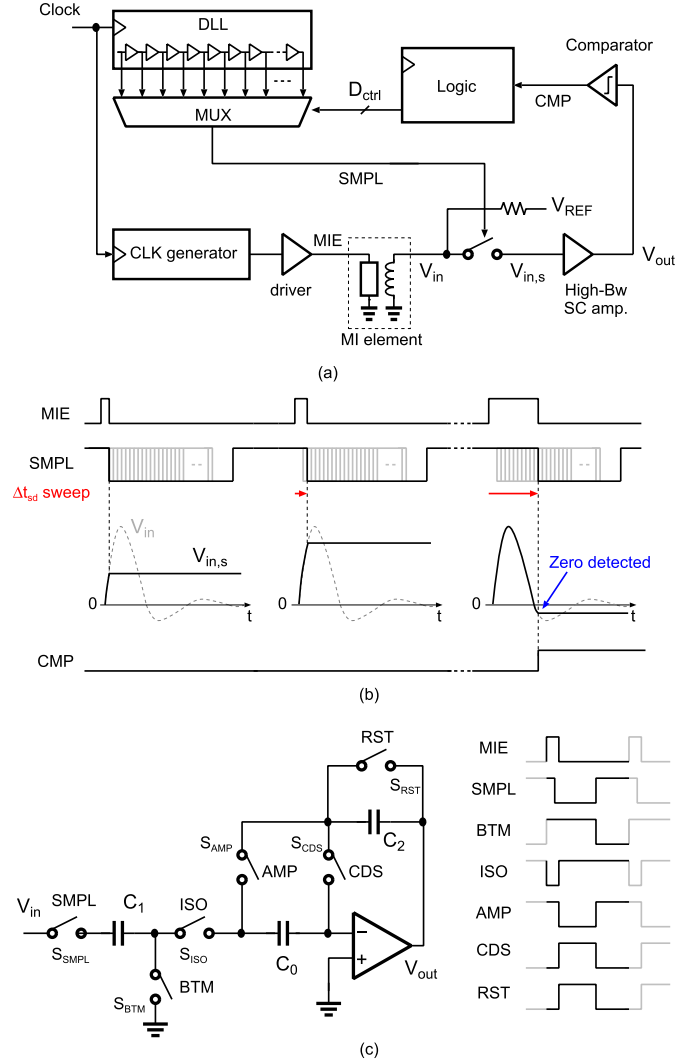 Clock
DLL
Comparator
Logic
MUX
Dctrl
CMP
SMPL
VREF
CLK generator
MIE
driver
Vin
Vin,s
Vout
High-Bw
SC amp.
MI element
(a)
MIE
SMPL
Δtsd sweep
Vin
Vin,s
Zero detected
0
t
0
t
0
t
CMP
(b)
RST
SRST
C2
SAMP
AMP
SCDS
CDS
Vin
SMPL
SSMPL
C1
ISO
SISO
C0
−
+
Vout
BTM
SBTM
(c)
MIE
SMPL
BTM
ISO
AMP
CDS
RST